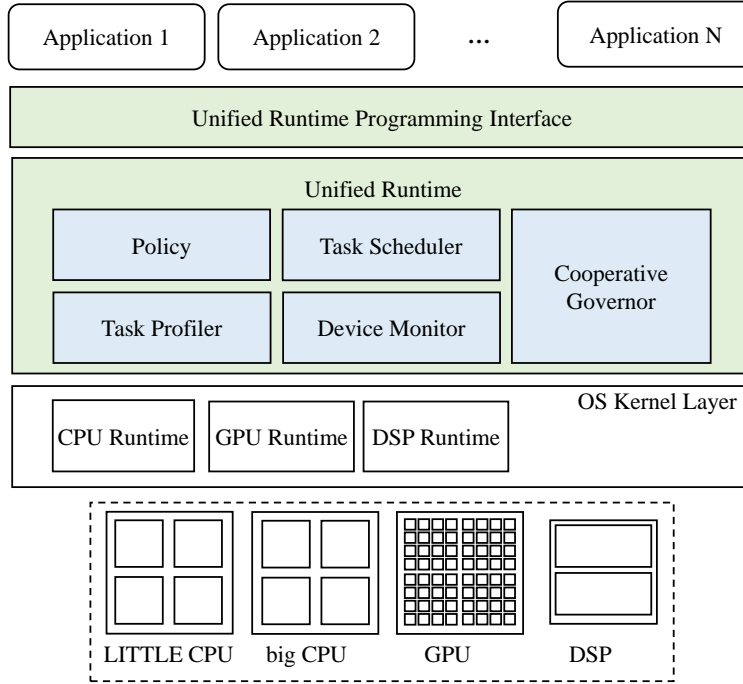 Application 1
Application 2
...
Application N
Unified Runtime Programming Interface
Unified Runtime
Policy
Task Scheduler
Cooperative
Governor
Task Profiler
Device Monitor
OS Kernel Layer
CPU Runtime
GPU Runtime
DSP Runtime
LITTLE CPU
big CPU
GPU
DSP